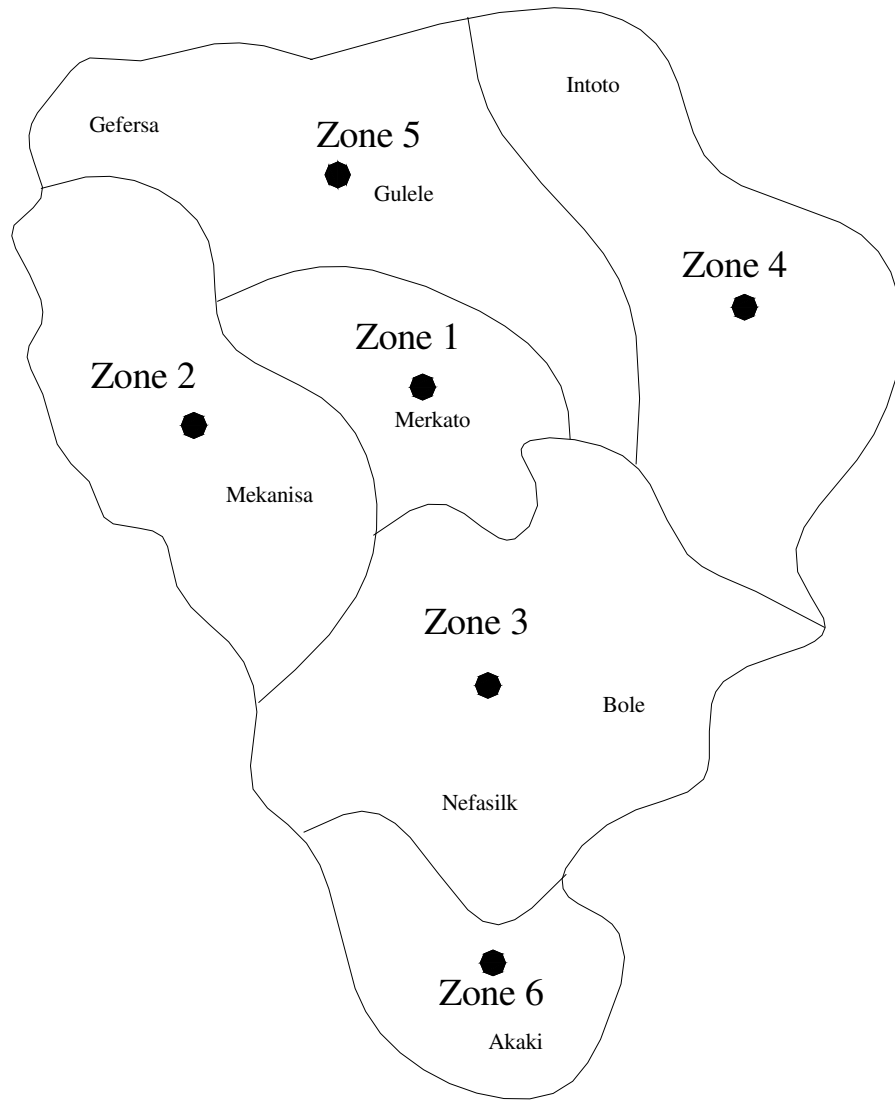 Intoto
Gefersa
Zone 5
Gulele
Zone 4
Zone 1
Zone 2
Merkato
Mekanisa
Zone 3
Bole
Nefasilk
Zone 6
Akaki